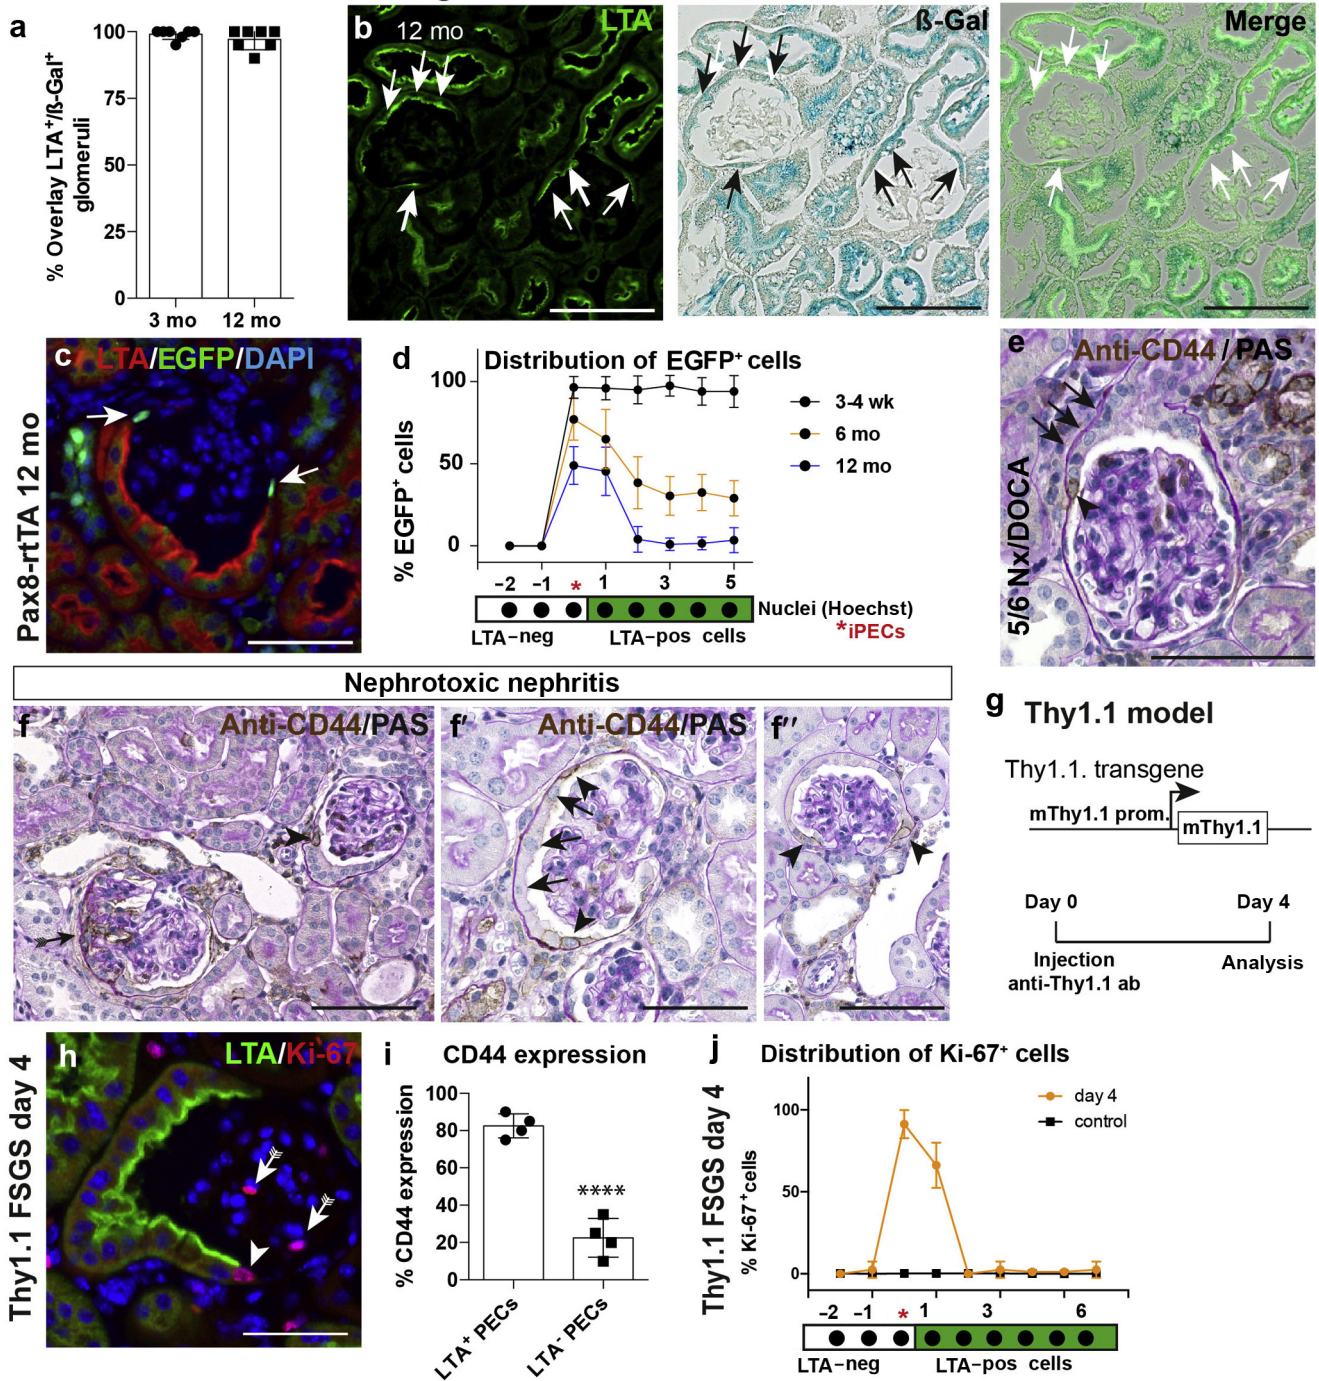 a
% Overlay LTA⁺/ß-Gal⁺
glomeruli
100
75
50
25
0
3 mo
12 mo
b
12 mo
LTA
ß-Gal
Merge
c
LTA/EGFP/DAPI
Pax8-rtTA 12 mo
d
Distribution of EGFP⁺ cells
% EGFP⁺ cells
100
50
0
3-4 wk
6 mo
12 mo
−2 −1 * 1 3 5
Nuclei (Hoechst)
LTA−neg
LTA−pos cells
*iPECs
e
Anti-CD44/PAS
5/6 Nx/DOCA
Nephrotoxic nephritis
f
Anti-CD44/PAS
f′
Anti-CD44/PAS
f′′
g
Thy1.1 model
Thy1.1. transgene
mThy1.1 prom.
mThy1.1
Day 0
Day 4
Injection
anti-Thy1.1 ab
Analysis
h
LTA/Ki-67
Thy1.1 FSGS day 4
i
CD44 expression
% CD44 expression
100
80
60
40
20
0
****
LTA⁺ PECs
LTA⁻ PECs
j
Distribution of Ki-67⁺ cells
Thy1.1 FSGS day 4
% Ki-67⁺cells
100
50
0
day 4
control
−2 −1 * 1 3 6
LTA−neg
LTA−pos cells